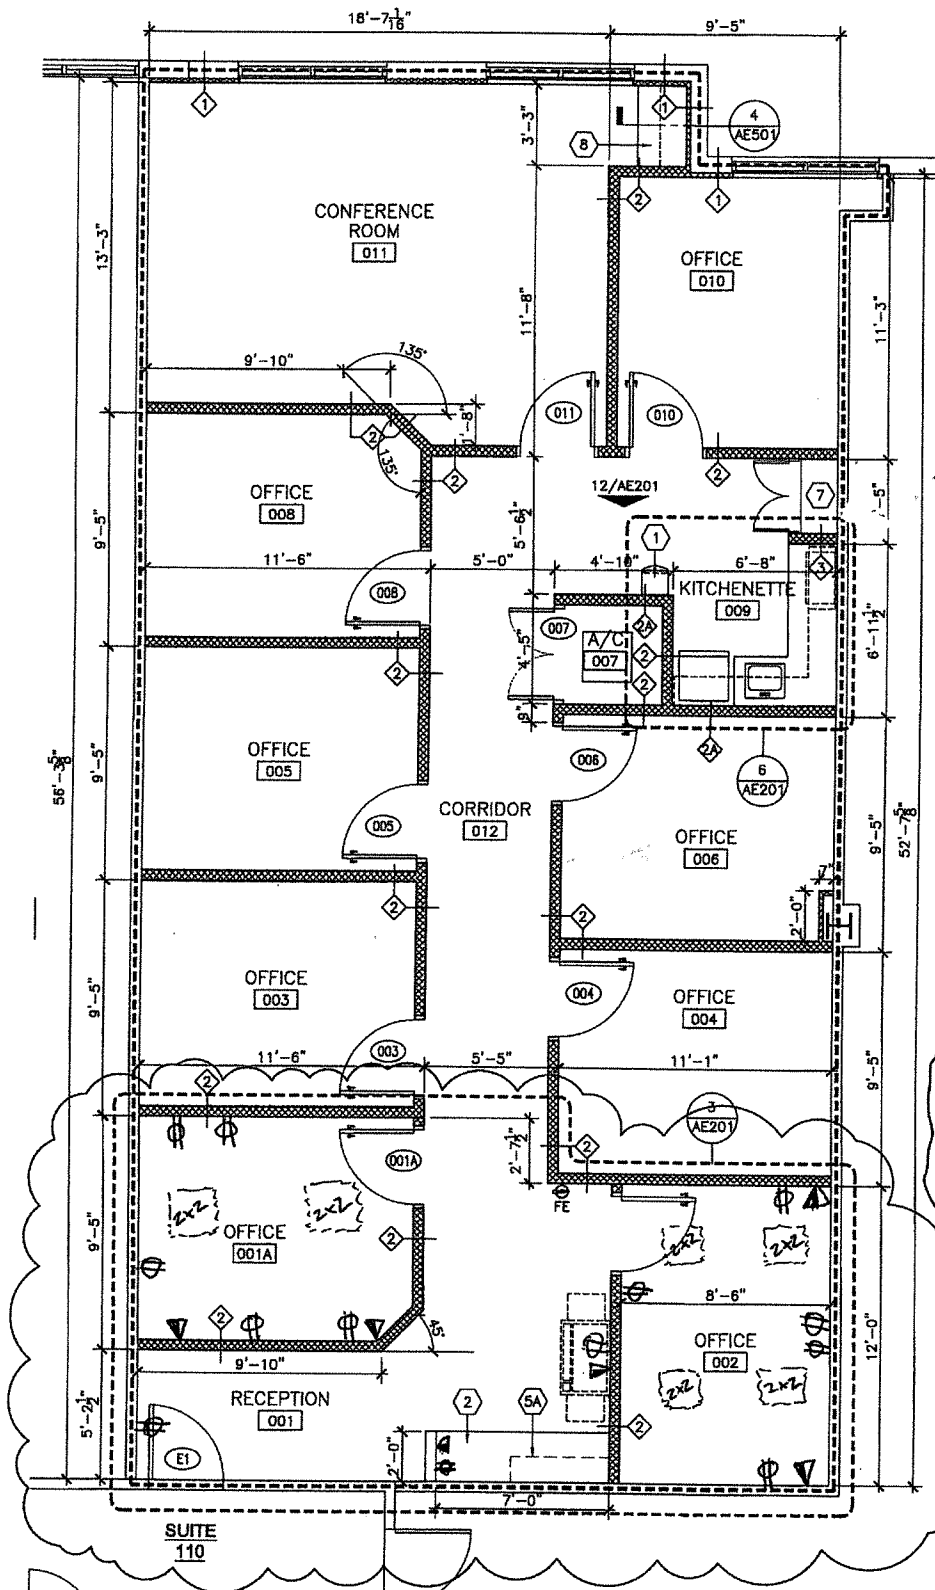 18'-7 1/16"
9'-5"
1
1
4
AE501
3'-3"
8
2
1
CONFERENCE
ROOM
011
13'-3"
OFFICE
010
11'-8"
11'-3"
9'-10"
135°
1'-8"
011
010
2
135°
2
2
12/AE201
7
OFFICE
008
9'-5"
5'-6 1/2"
1
11'-6"
5'-0"
4'-10"
6'-8"
3
KITCHENETTE
009
008
007
2A
A/C
007
4'-5"
2
2
2
6'-11 1/2"
9"
2A
OFFICE
005
006
6
AE201
56'-3 5/8"
9'-5"
CORRIDOR
012
005
OFFICE
006
9'-5"
52'-7 5/8"
7"
2'-0"
2
2
OFFICE
003
004
OFFICE
004
9'-5"
003
11'-6"
5'-5"
11'-1"
9'-5"
2
3
AE201
2'-7 1/2"
2
001A
FE
2x2
2x2
OFFICE
001A
2
2x2
2x2
9'-5"
8'-6"
2
45°
OFFICE
002
12'-0"
9'-10"
2x2
2x2
RECEPTION
001
2
5A
2
5'-2 1/2"
E1
2'-0"
7'-0"
SUITE
110